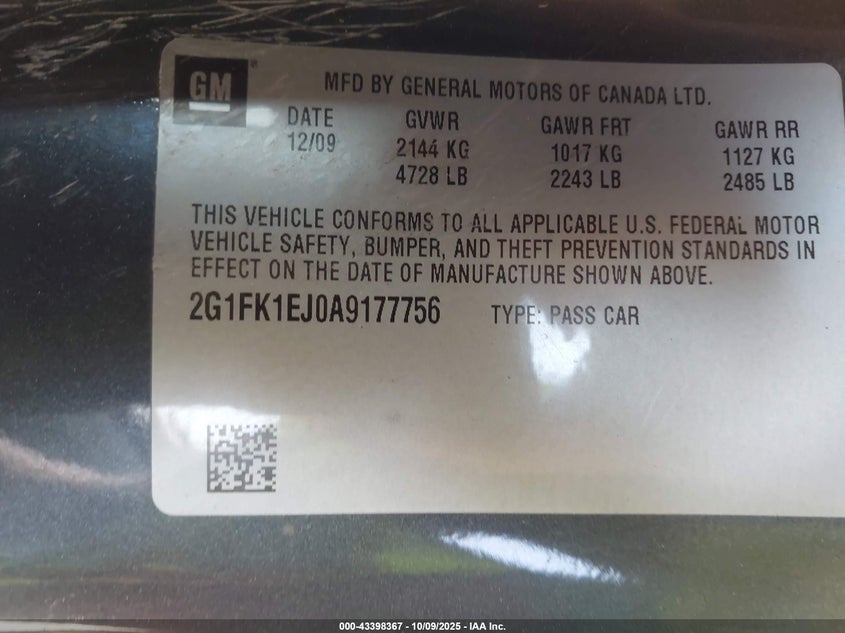 GM ®
MFD BY GENERAL MOTORS OF CANADA LTD.
DATE GVWR GAWR FRT GAWR RR
12/09 2144 KG 1017 KG 1127 KG
4728 LB 2243 LB 2485 LB
THIS VEHICLE CONFORMS TO ALL APPLICABLE U.S. FEDERAL MOTOR
VEHICLE SAFETY, BUMPER, AND THEFT PREVENTION STANDARDS IN
EFFECT ON THE DATE OF MANUFACTURE SHOWN ABOVE.
2G1FK1EJ0A9177756 TYPE: PASS CAR
000-43398367 - 10/09/2025 - IAA Inc.